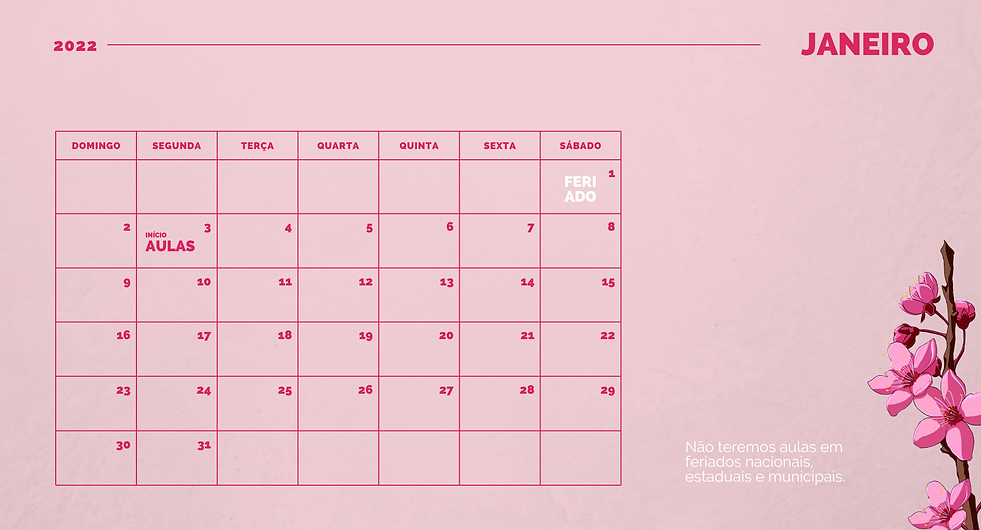 2022 JANEIRO
DOMINGO SEGUNDA TERÇA QUARTA QUINTA SEXTA SÁBADO
1
FERI
ADO
2 3 4 5 6 7 8
INÍCIO
AULAS
9 10 11 12 13 14 15
16 17 18 19 20 21 22
23 24 25 26 27 28 29
30 31
Não teremos aulas em
feriados nacionais,
estaduais e municipais.